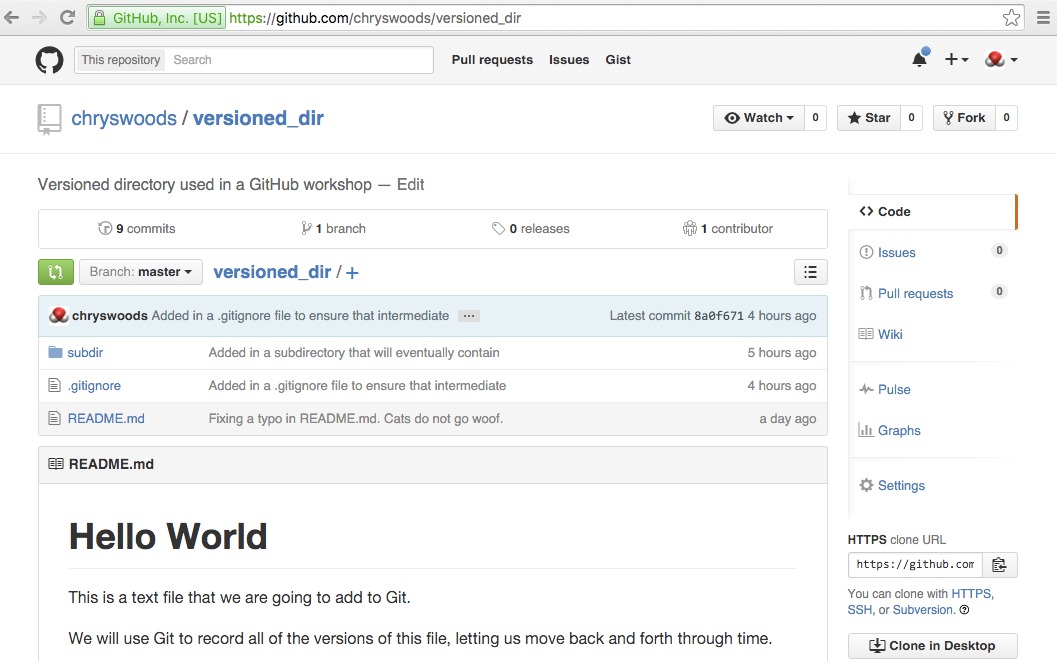 GitHub, Inc. [US] https://github.com/chryswoods/versioned_dir
This repository Search Pull requests Issues Gist
chryswoods / versioned_dir Watch 0 Star 0 Fork 0
Versioned directory used in a GitHub workshop — Edit
9 commits 1 branch 0 releases 1 contributor
Branch: master versioned_dir / +
chryswoods Added in a .gitignore file to ensure that intermediate ... Latest commit 8a0f671 4 hours ago
subdir Added in a subdirectory that will eventually contain 5 hours ago
.gitignore Added in a .gitignore file to ensure that intermediate 4 hours ago
README.md Fixing a typo in README.md. Cats do not go woof. a day ago
README.md
Hello World
This is a text file that we are going to add to Git.
We will use Git to record all of the versions of this file, letting us move back and forth through time.
Code
Issues 0
Pull requests 0
Wiki
Pulse
Graphs
Settings
HTTPS clone URL
https://github.com
You can clone with HTTPS,
SSH, or Subversion.
Clone in Desktop